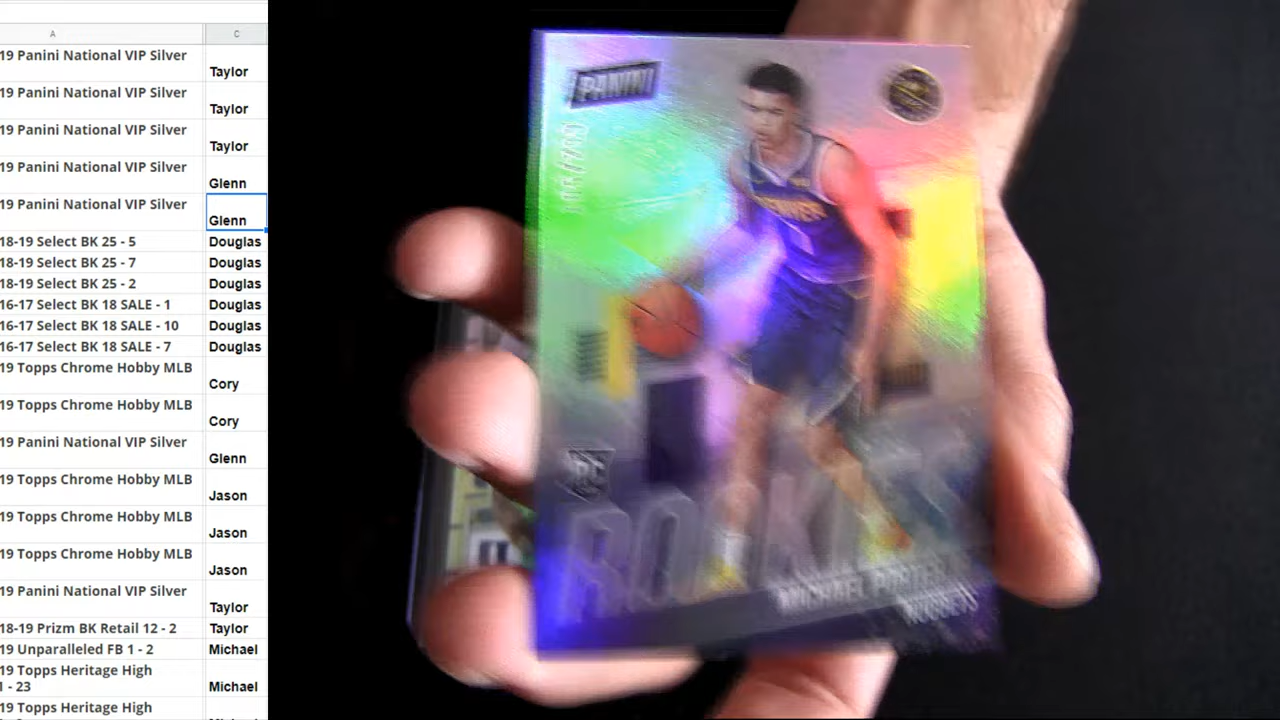 A
C
19 Panini National VIP Silver
Taylor
19 Panini National VIP Silver
Taylor
19 Panini National VIP Silver
Taylor
19 Panini National VIP Silver
Glenn
19 Panini National VIP Silver
Glenn
18-19 Select BK 25 - 5 Douglas
18-19 Select BK 25 - 7 Douglas
18-19 Select BK 25 - 2 Douglas
16-17 Select BK 18 SALE - 1 Douglas
16-17 Select BK 18 SALE - 10 Douglas
16-17 Select BK 18 SALE - 7 Douglas
19 Topps Chrome Hobby MLB
Cory
19 Topps Chrome Hobby MLB
Cory
19 Panini National VIP Silver
Glenn
19 Topps Chrome Hobby MLB
Jason
19 Topps Chrome Hobby MLB
Jason
19 Topps Chrome Hobby MLB
Jason
19 Panini National VIP Silver
Taylor
18-19 Prizm BK Retail 12 - 2 Taylor
19 Unparalleled FB 1 - 2 Michael
19 Topps Heritage High
1 - 23 Michael
19 Topps Heritage High
PANINI
RC
MICHAEL PORTER
NUGGETS